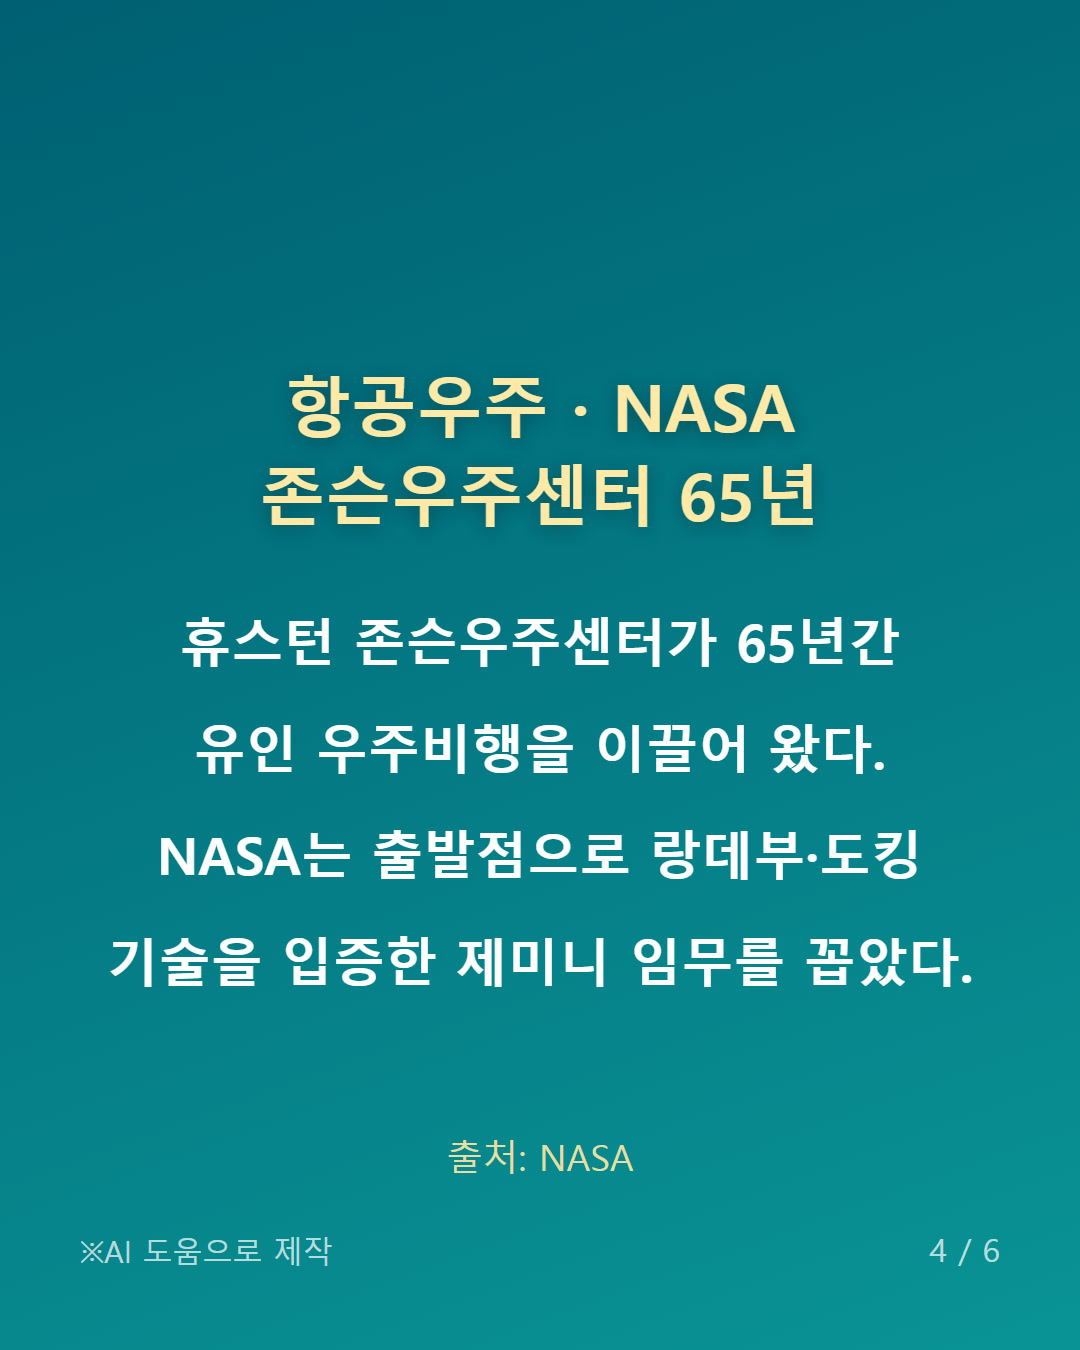 항공우주 · NASA
존슨우주센터 65년
휴스턴 존슨우주센터가 65년간
유인 우주비행을 이끌어 왔다.
NASA는 출발점으로 랑데부·도킹
기술을 입증한 제미니 임무를 꼽았다.
출처: NASA
※AI 도움으로 제작
4 / 6